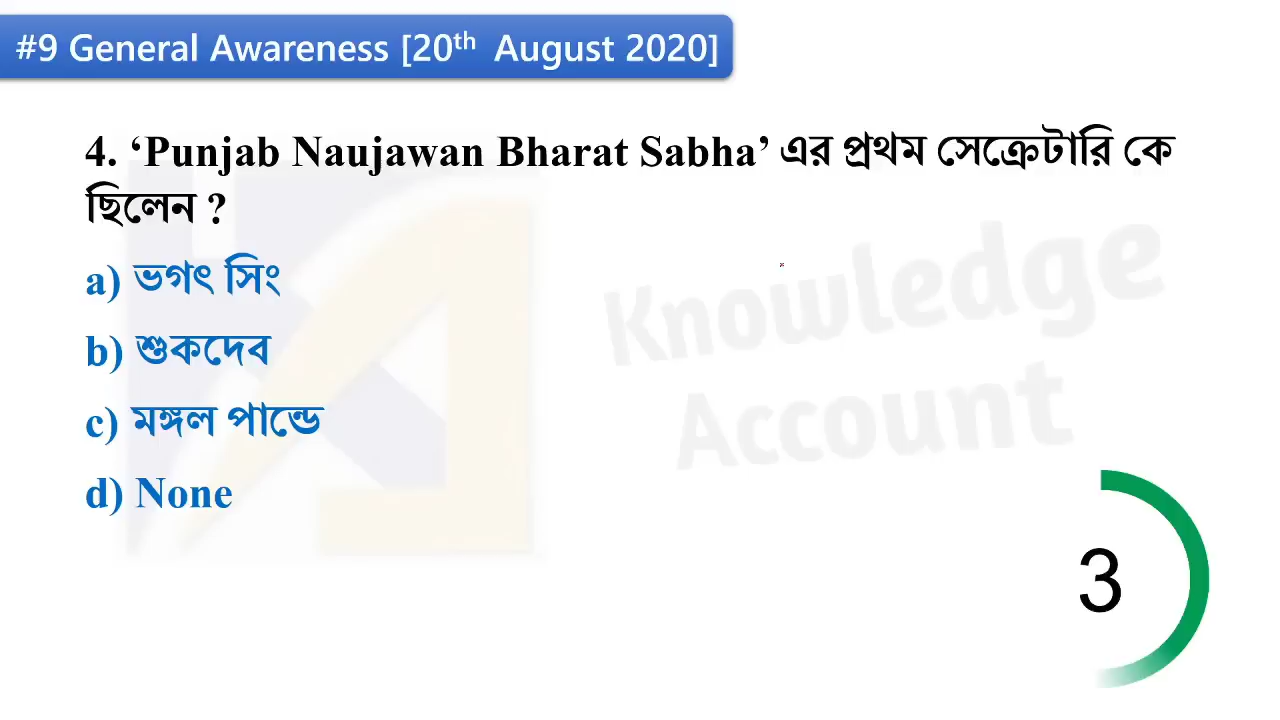 #9 General Awareness [20th August 2020]
4. ‘Punjab Naujawan Bharat Sabha’ এর প্রথম সেক্রেটারি কে
ছিলেন ?
a) ভগৎ সিং
b) শুকদেব
c) মঙ্গল পান্ডে
d) None
Knowledge
Account
3